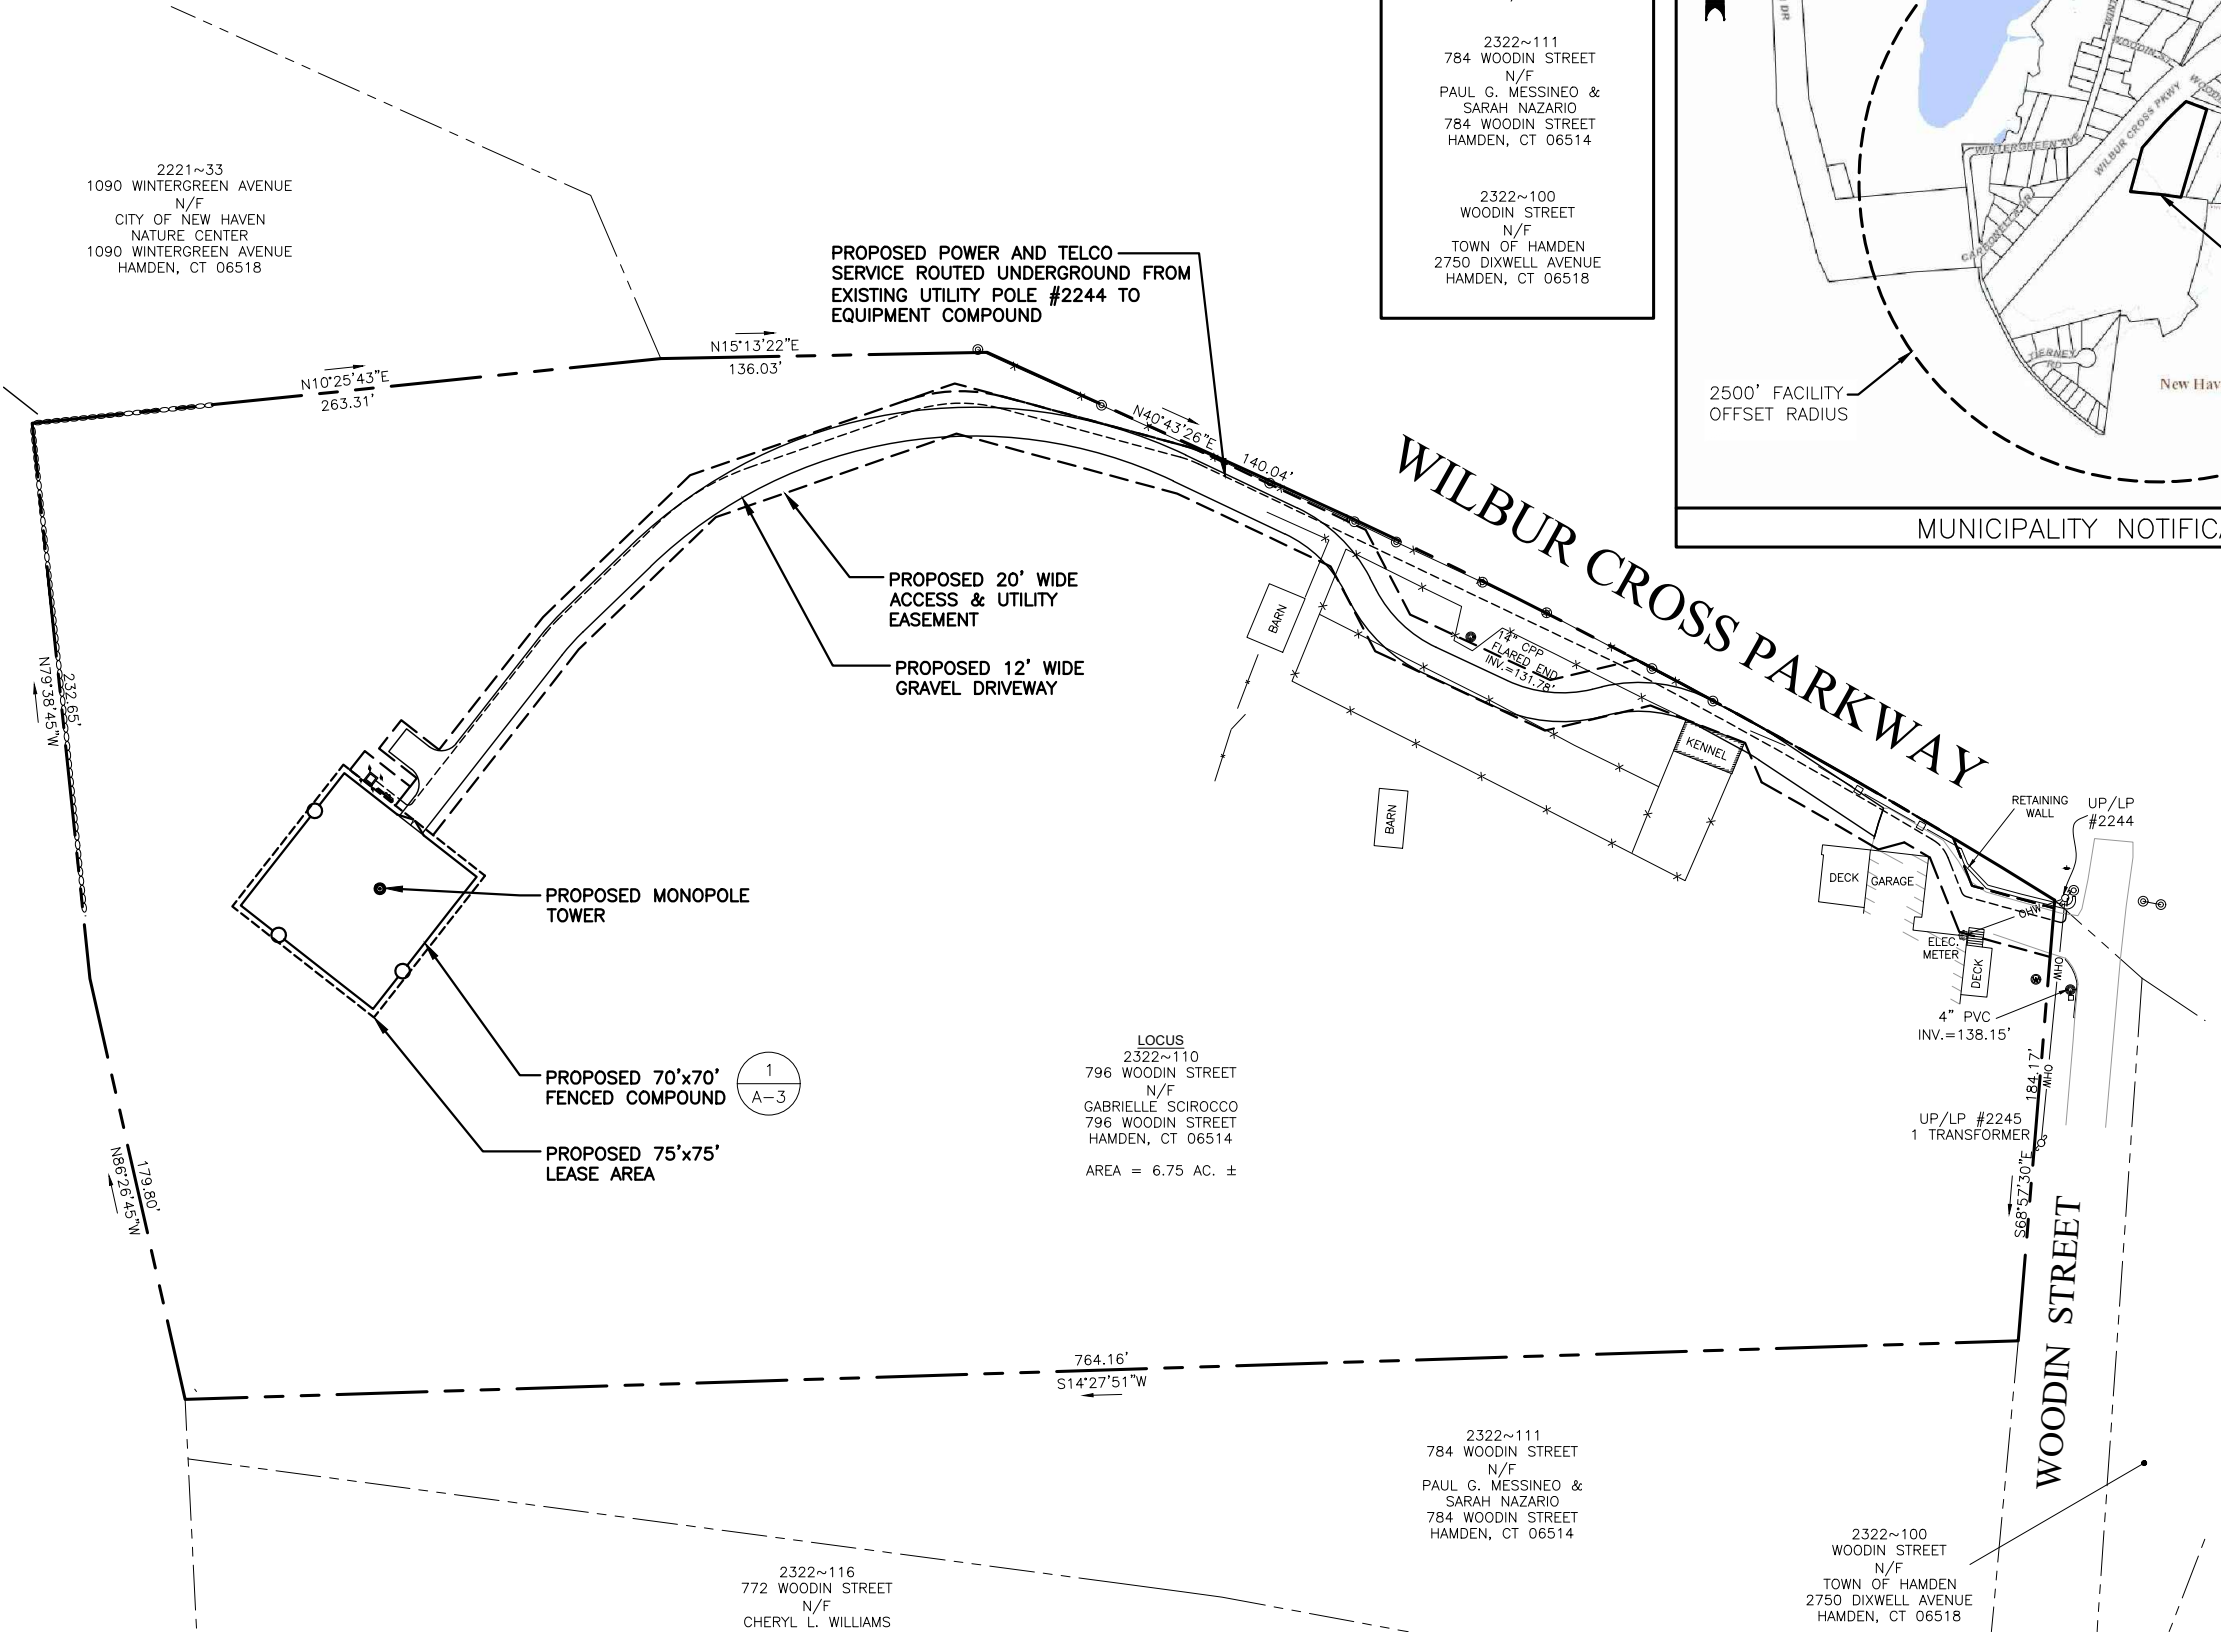 2322~111
784 WOODIN STREET
N/F
PAUL G. MESSINEO &
SARAH NAZARIO
784 WOODIN STREET
HAMDEN, CT 06514
2322~100
WOODIN STREET
N/F
TOWN OF HAMDEN
2750 DIXWELL AVENUE
HAMDEN, CT 06518
DR
WOODIN ST
WINTERGREEN AVE
WILBUR CROSS PKWY
TIERNEY
RD
New Hav
2500' FACILITY
OFFSET RADIUS
MUNICIPALITY NOTIFICA
2221~33
1090 WINTERGREEN AVENUE
N/F
CITY OF NEW HAVEN
NATURE CENTER
1090 WINTERGREEN AVENUE
HAMDEN, CT 06518
PROPOSED POWER AND TELCO
SERVICE ROUTED UNDERGROUND FROM
EXISTING UTILITY POLE #2244 TO
EQUIPMENT COMPOUND
N10°25'43"E
263.31'
N15°13'22"E
136.03'
N40°43'26"E
140.04'
WILBUR CROSS PARKWAY
PROPOSED 20' WIDE
ACCESS & UTILITY
EASEMENT
PROPOSED 12' WIDE
GRAVEL DRIVEWAY
BARN
14" CPP
FLARED END
INV.=131.78'
KENNEL
BARN
RETAINING
WALL
UP/LP
#2244
DECK
GARAGE
OHW
ELEC.
METER
DECK
OHW
4" PVC
INV.=138.15'
232.65'
N79°38'45"W
PROPOSED MONOPOLE
TOWER
PROPOSED 70'x70'
FENCED COMPOUND
1
A-3
PROPOSED 75'x75'
LEASE AREA
LOCUS
2322~110
796 WOODIN STREET
N/F
GABRIELLE SCIROCCO
796 WOODIN STREET
HAMDEN, CT 06514
AREA = 6.75 AC. ±
184.17'
OHW
UP/LP #2245
1 TRANSFORMER
S68°57'30"E
179.80'
N86°26'45"W
WOODIN STREET
764.16'
S14°27'51"W
2322~111
784 WOODIN STREET
N/F
PAUL G. MESSINEO &
SARAH NAZARIO
784 WOODIN STREET
HAMDEN, CT 06514
2322~100
WOODIN STREET
N/F
TOWN OF HAMDEN
2750 DIXWELL AVENUE
HAMDEN, CT 06518
2322~116
772 WOODIN STREET
N/F
CHERYL L. WILLIAMS